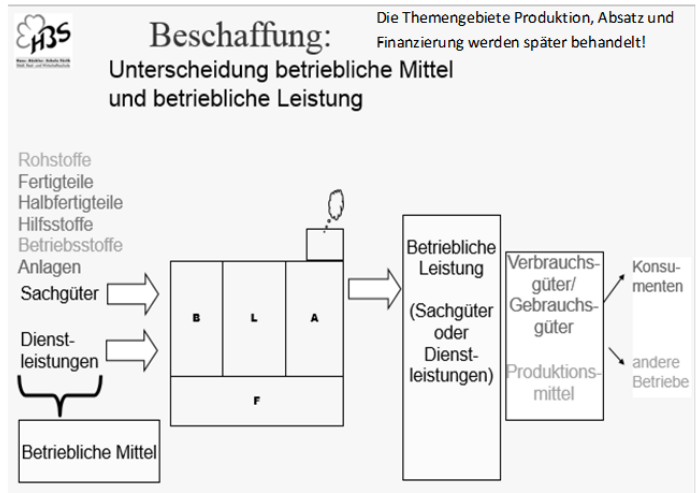 HBS
Beschaffung:
Die Themengebiete Produktion, Absatz und
Finanzierung werden später behandelt!
Unterscheidung betriebliche Mittel
und betriebliche Leistung
Rohstoffe
Fertigteile
Halbfertigteile
Hilfsstoffe
Betriebsstoffe
Anlagen
Sachgüter
Dienst-
leistungen
Betriebliche Mittel
B
L
A
F
Betriebliche
Leistung
(Sachgüter
oder
Dienst-
leistungen)
Verbrauchs-
güter/
Gebrauchs-
güter
Produktions-
mittel
Konsu-
menten
andere
Betriebe